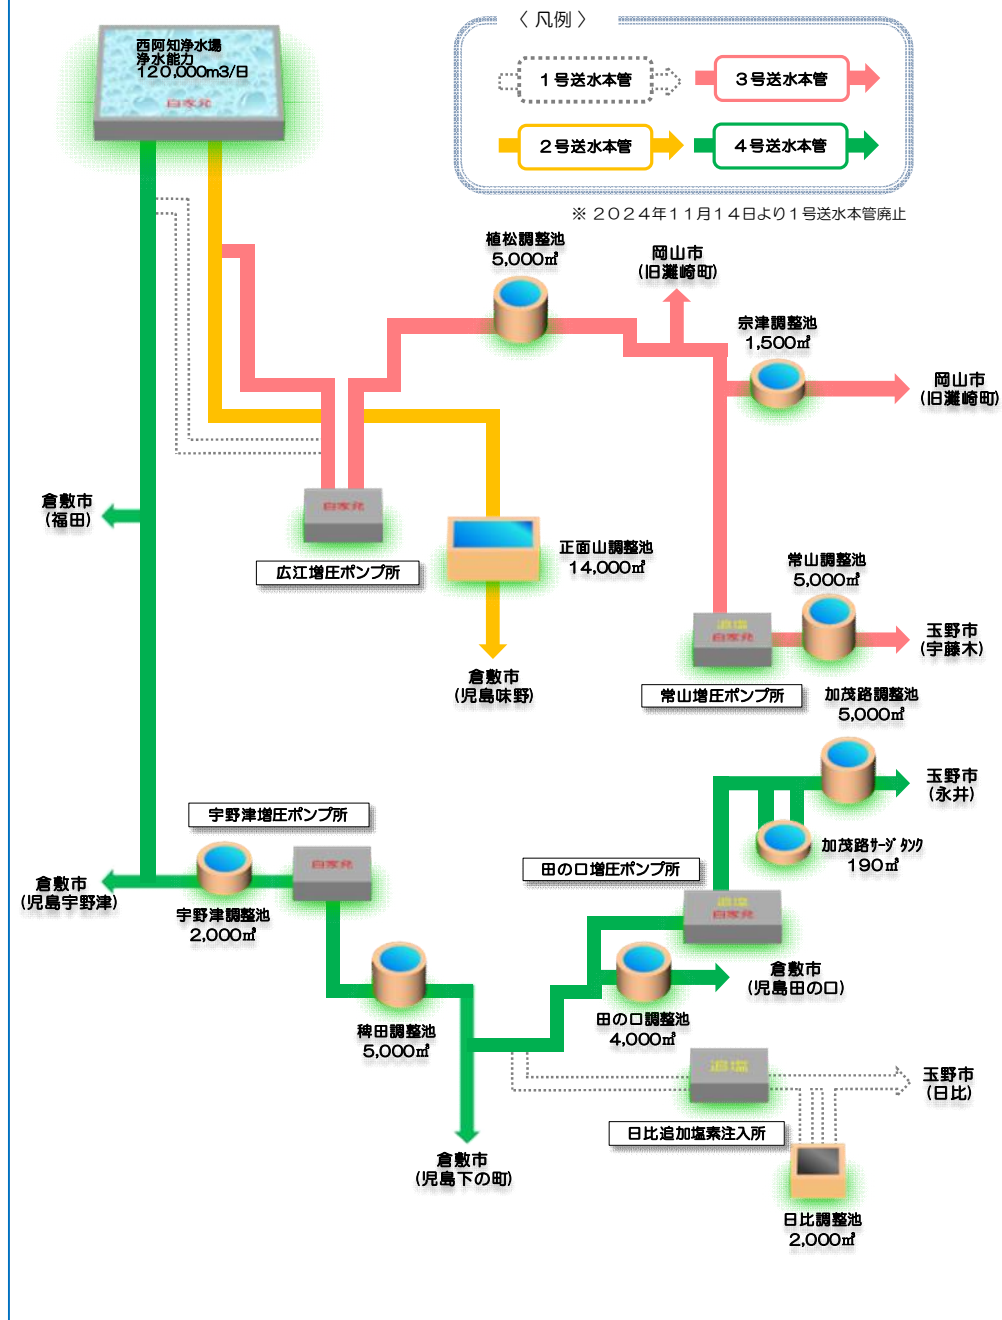 西阿知浄水場
浄水能力
120,000m3/日
自家発
〈 凡例 〉
1号送水本管
3号送水本管
2号送水本管
4号送水本管
※ 2024年11月14日より1号送水本管廃止
植松調整池
5,000㎥
岡山市
(旧灘崎町)
宗津調整池
1,500㎥
岡山市
(旧灘崎町)
倉敷市
(福田)
自家発
広江増圧ポンプ所
正面山調整池
14,000㎥
倉敷市
(児島味野)
常山調整池
5,000㎥
追塩
自家発
玉野市
(宇藤木)
常山増圧ポンプ所
加茂路調整池
5,000㎥
玉野市
(永井)
加茂路サージタンク
190㎥
宇野津増圧ポンプ所
自家発
倉敷市
(児島宇野津)
宇野津調整池
2,000㎥
田の口増圧ポンプ所
追塩
自家発
倉敷市
(児島田の口)
稗田調整池
5,000㎥
田の口調整池
4,000㎥
追塩
玉野市
(日比)
日比追加塩素注入所
倉敷市
(児島下の町)
日比調整池
2,000㎥